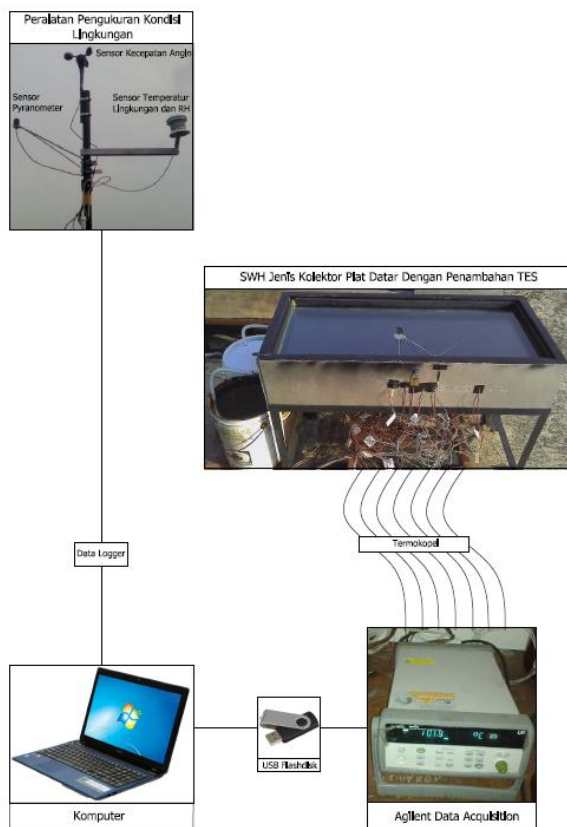 Peralatan Pengukuran Kondisi
Lingkungan
Sensor Kecepatan Angin
Sensor
Pyranometer
Sensor Temperatur
Lingkungan dan RH
SWH Jenis Kolektor Plat Datar Dengan Penambahan TES
Termokopel
Data Logger
USB Flashdisk
Komputer
Agilent Data Acquisition